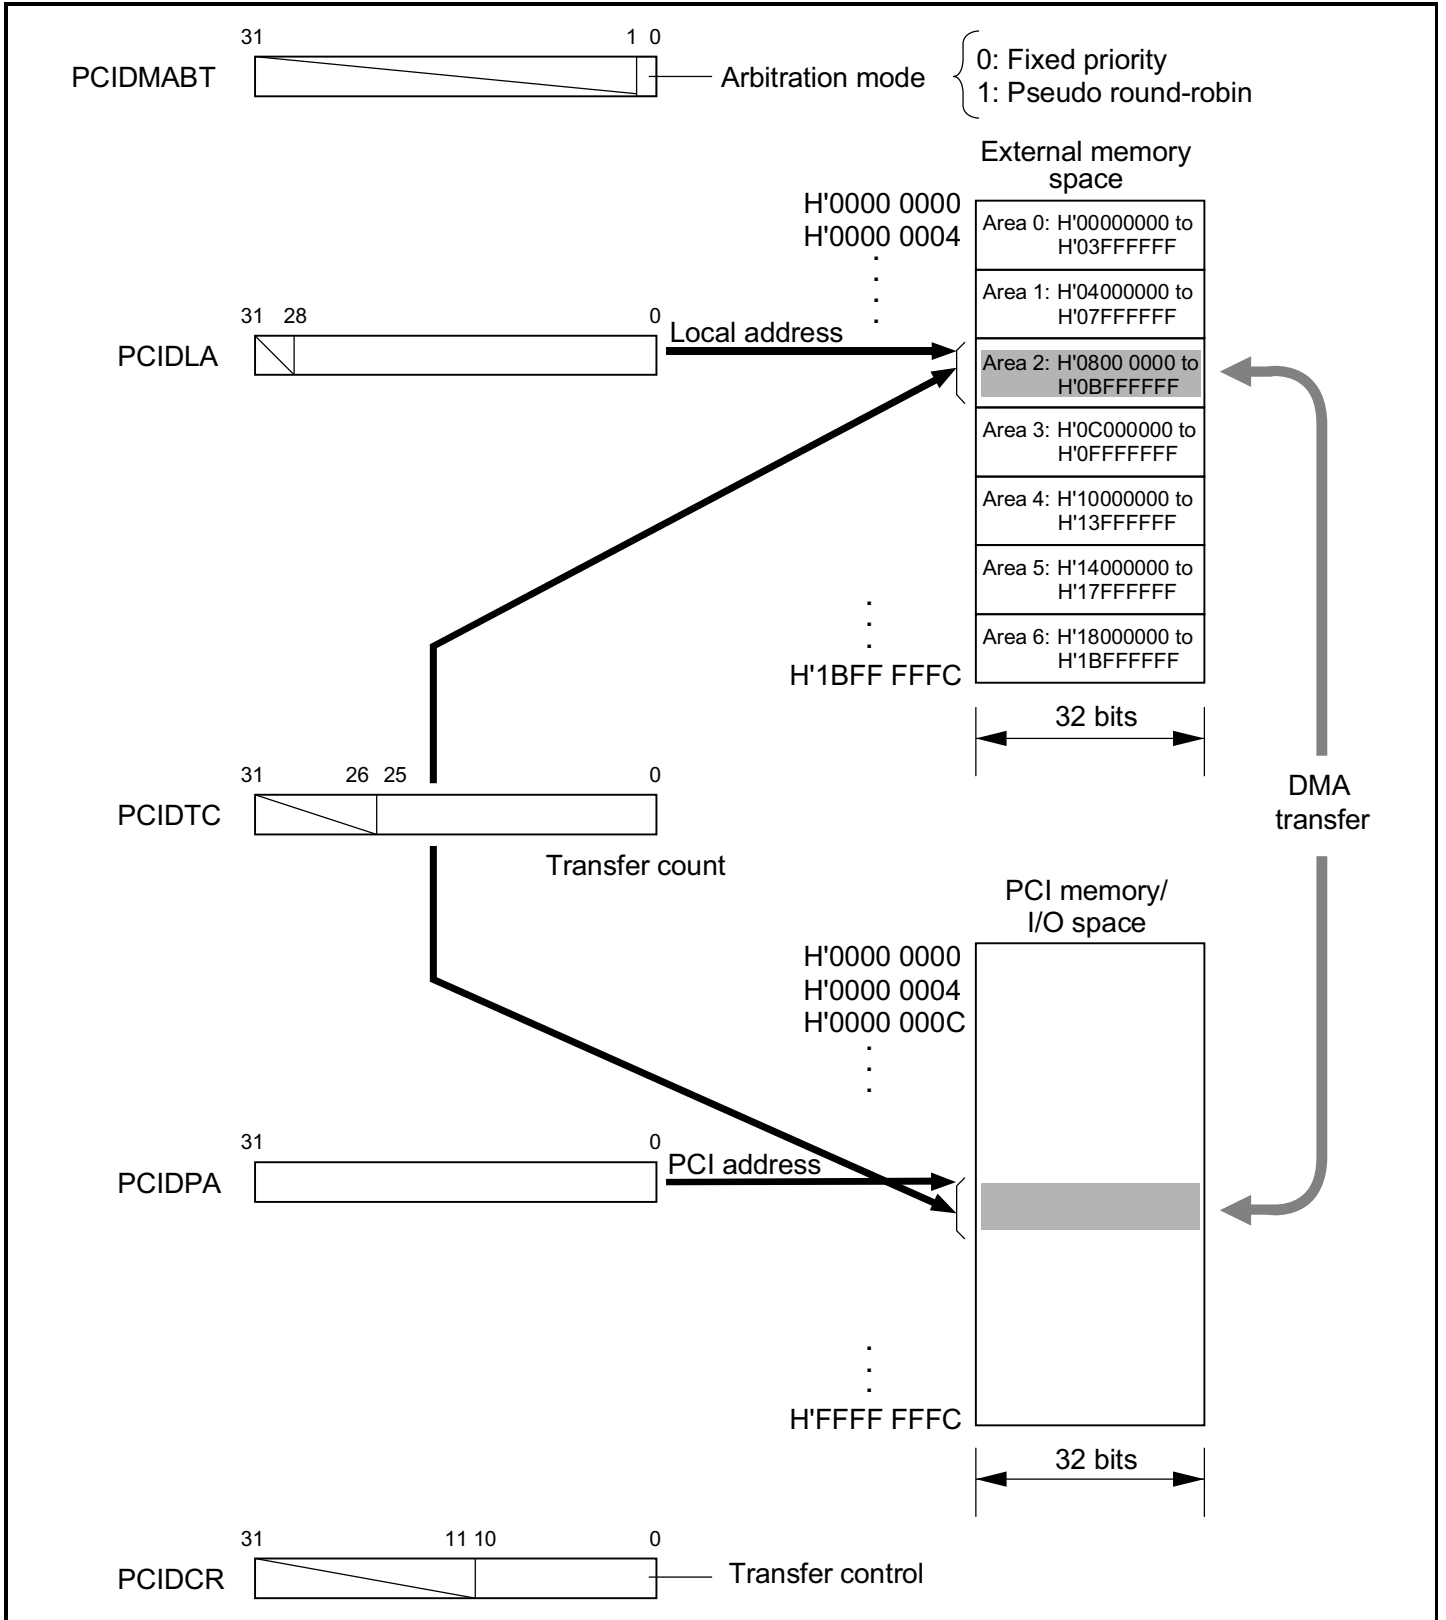 31 1 0
PCIDMABT
Arbitration mode
0: Fixed priority
1: Pseudo round-robin
External memory
space
H'0000 0000
H'0000 0004
Area 0: H'00000000 to
H'03FFFFFF
Area 1: H'04000000 to
H'07FFFFFF
31 28 0
PCIDLA
Local address
Area 2: H'0800 0000 to
H'0BFFFFFF
Area 3: H'0C000000 to
H'0FFFFFFF
Area 4: H'10000000 to
H'13FFFFFF
Area 5: H'14000000 to
H'17FFFFFF
Area 6: H'18000000 to
H'1BFFFFFF
H'1BFF FFFC
32 bits
31 26 25 0
PCIDTC
Transfer count
DMA
transfer
PCI memory/
I/O space
H'0000 0000
H'0000 0004
H'0000 000C
31 0
PCIDPA
PCI address
H'FFFF FFFC
32 bits
31 11 10 0
PCIDCR
Transfer control